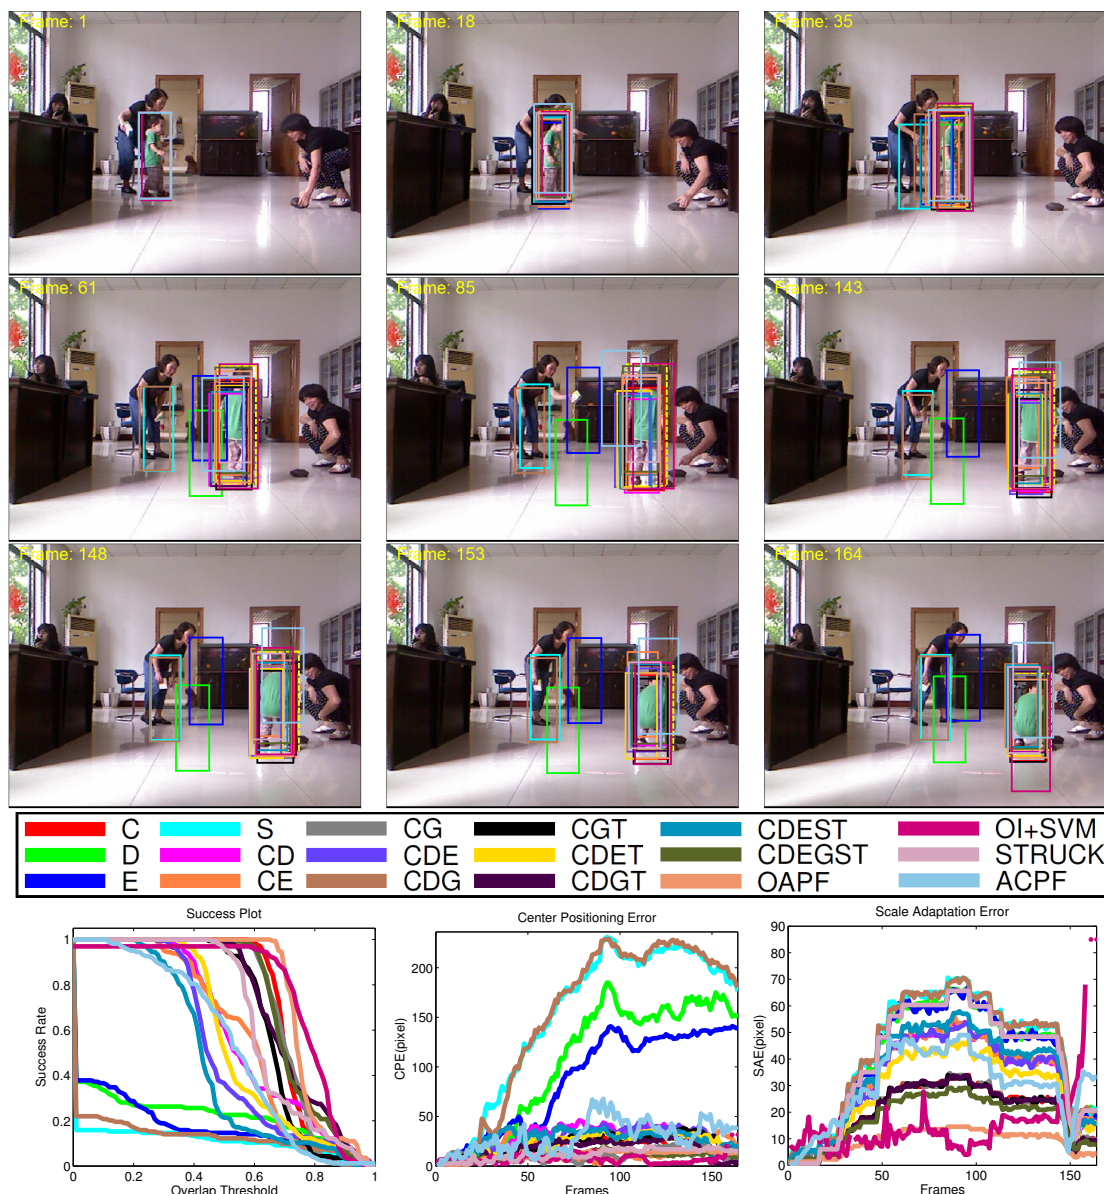 Frame: 1
Frame: 18
Frame: 35
Frame: 61
Frame: 85
Frame: 143
Frame: 148
Frame: 153
Frame: 164
C S CG CGT CDEST OI+SVM
D CD CDE CDET CDEGST STRUCK
E CE CDG CDGT OAPF ACPF
Success Plot
Success Rate
1
0.8
0.6
0.4
0.2
0
0 0.2 0.4 0.6 0.8 1
Overlap Threshold
Center Positioning Error
CPE(pixel)
200
150
100
50
0
0 50 100 150
Frames
Scale Adaptation Error
SAE(pixel)
90
80
70
60
50
40
30
20
10
0
0 50 100 150
Frames